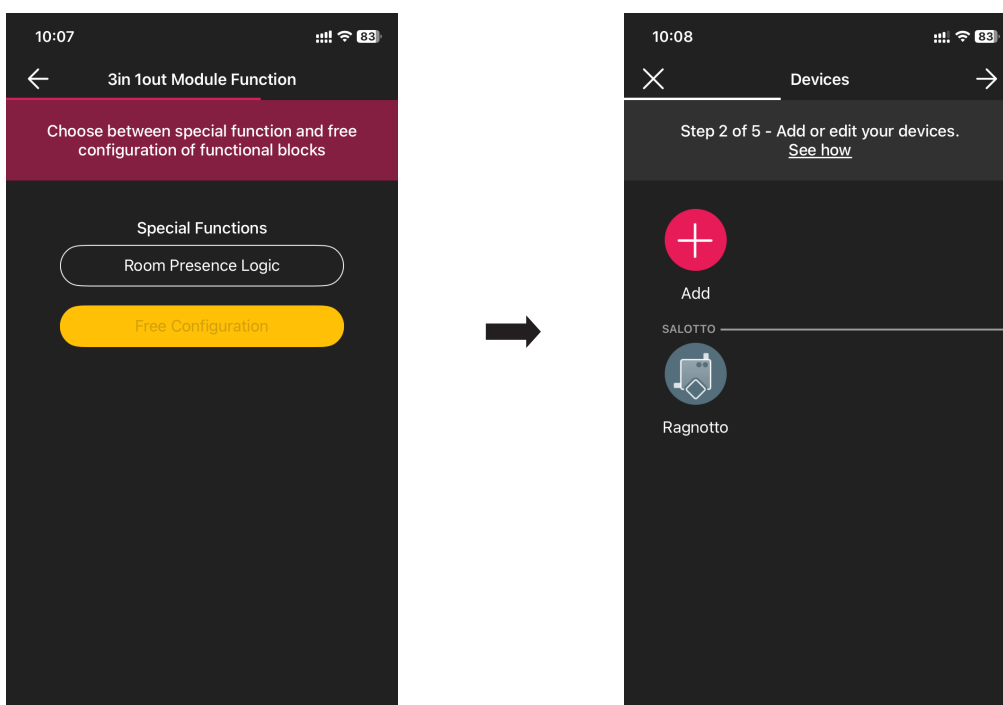 10:07
83
3in 1out Module Function
Choose between special function and free
configuration of functional blocks
Special Functions
Room Presence Logic
Free Configuration
10:08
83
Devices
Step 2 of 5 - Add or edit your devices.
See how
Add
SALOTTO
Ragnotto